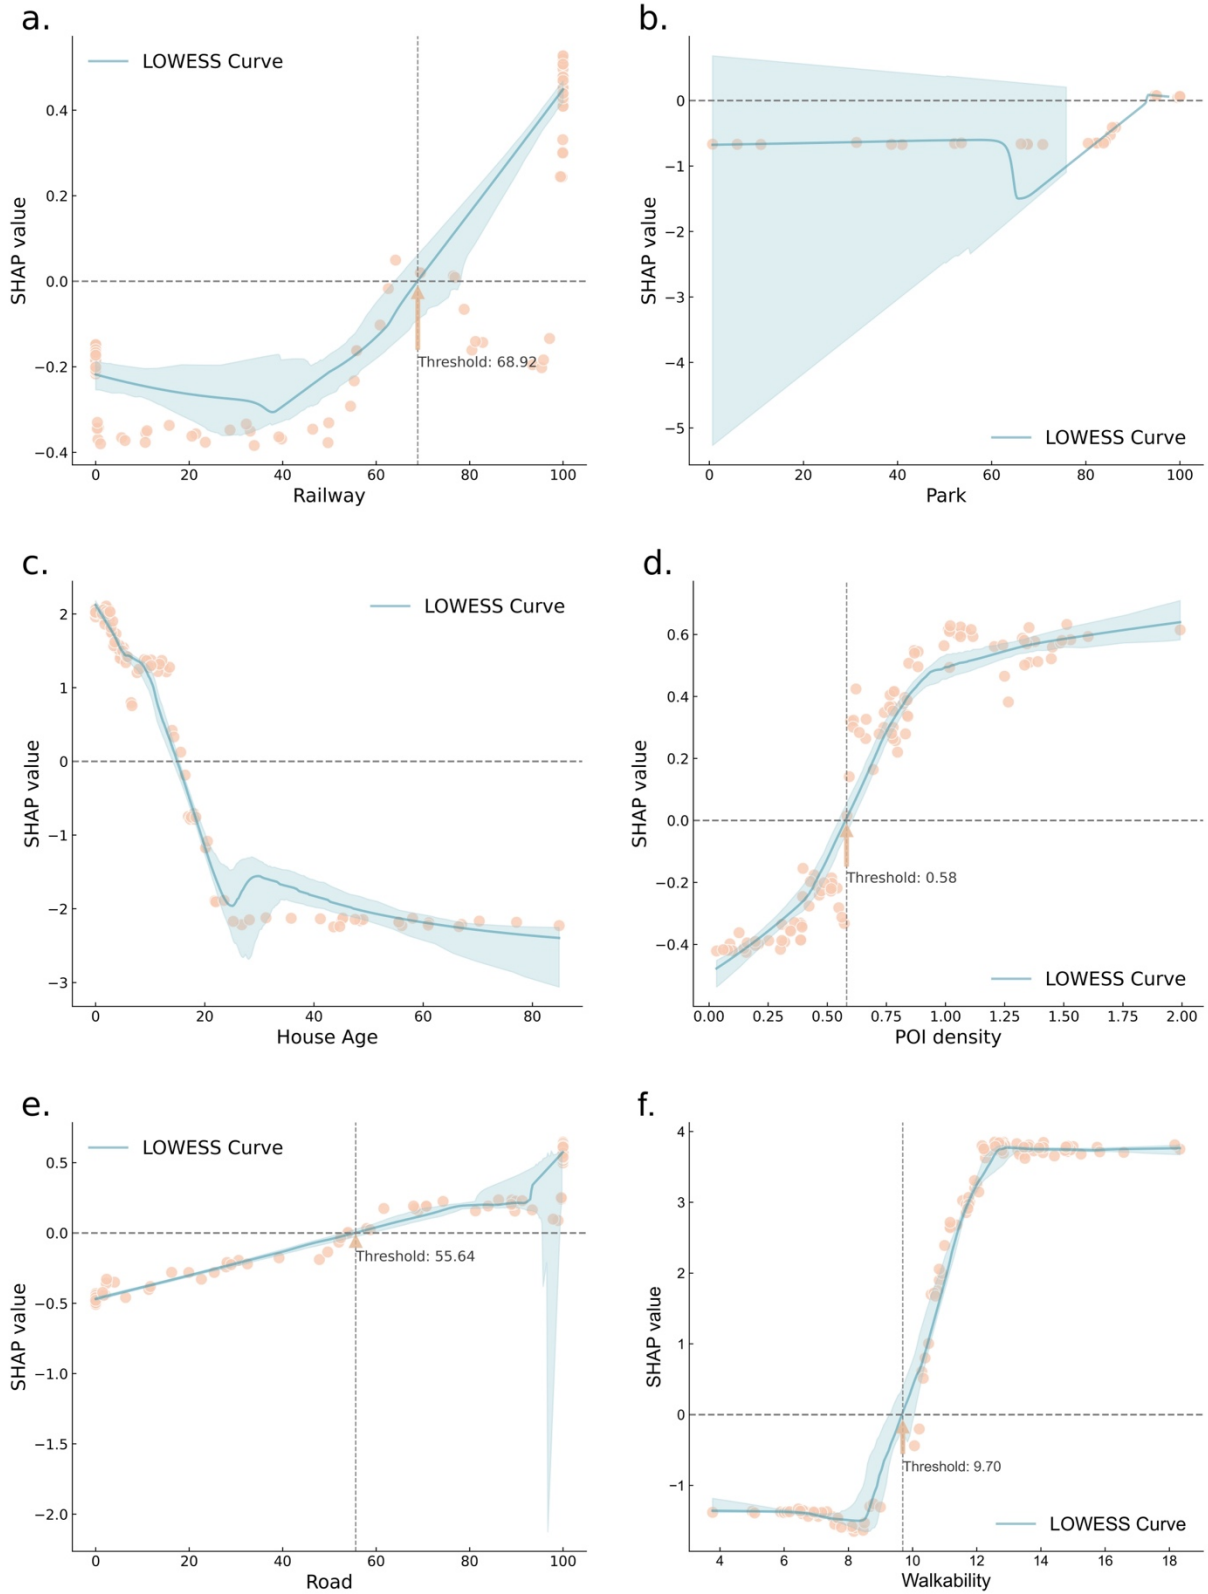 a.
LOWESS Curve
SHAP value
0.4
0.2
0.0
−0.2
−0.4
Threshold: 68.92
0 20 40 60 80 100
Railway
b.
SHAP value
0
−1
−2
−3
−4
−5
LOWESS Curve
0 20 40 60 80 100
Park
c.
LOWESS Curve
SHAP value
2
1
0
−1
−2
−3
0 20 40 60 80
House Age
d.
SHAP value
0.6
0.4
0.2
0.0
−0.2
−0.4
Threshold: 0.58
LOWESS Curve
0.00 0.25 0.50 0.75 1.00 1.25 1.50 1.75 2.00
POI density
e.
LOWESS Curve
SHAP value
0.5
0.0
−0.5
−1.0
−1.5
−2.0
Threshold: 55.64
0 20 40 60 80 100
Road
f.
SHAP value
4
3
2
1
0
−1
Threshold: 9.70
LOWESS Curve
4 6 8 10 12 14 16 18
Walkability